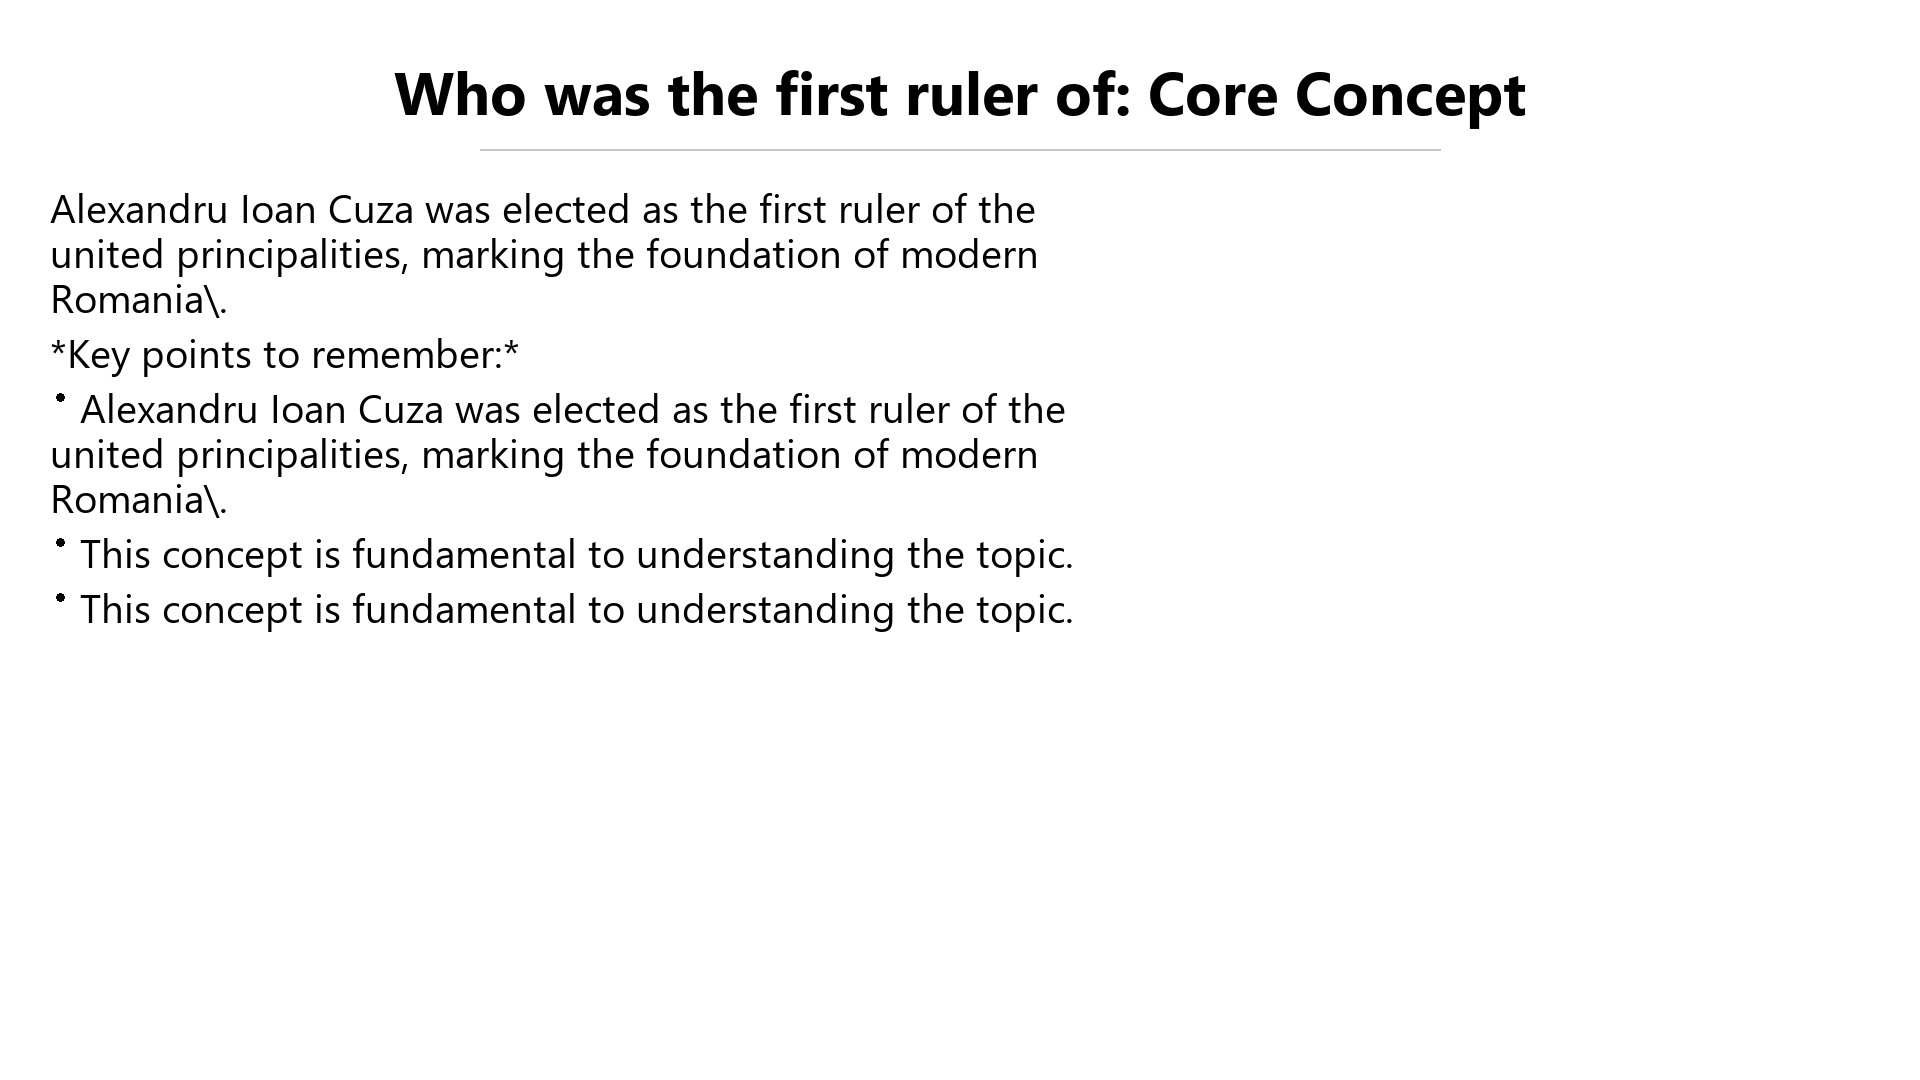 Who was the first ruler of: Core Concept
Alexandru Ioan Cuza was elected as the first ruler of the
united principalities, marking the foundation of modern
Romania\.
*Key points to remember:*
• Alexandru Ioan Cuza was elected as the first ruler of the
united principalities, marking the foundation of modern
Romania\.
• This concept is fundamental to understanding the topic.
• This concept is fundamental to understanding the topic.